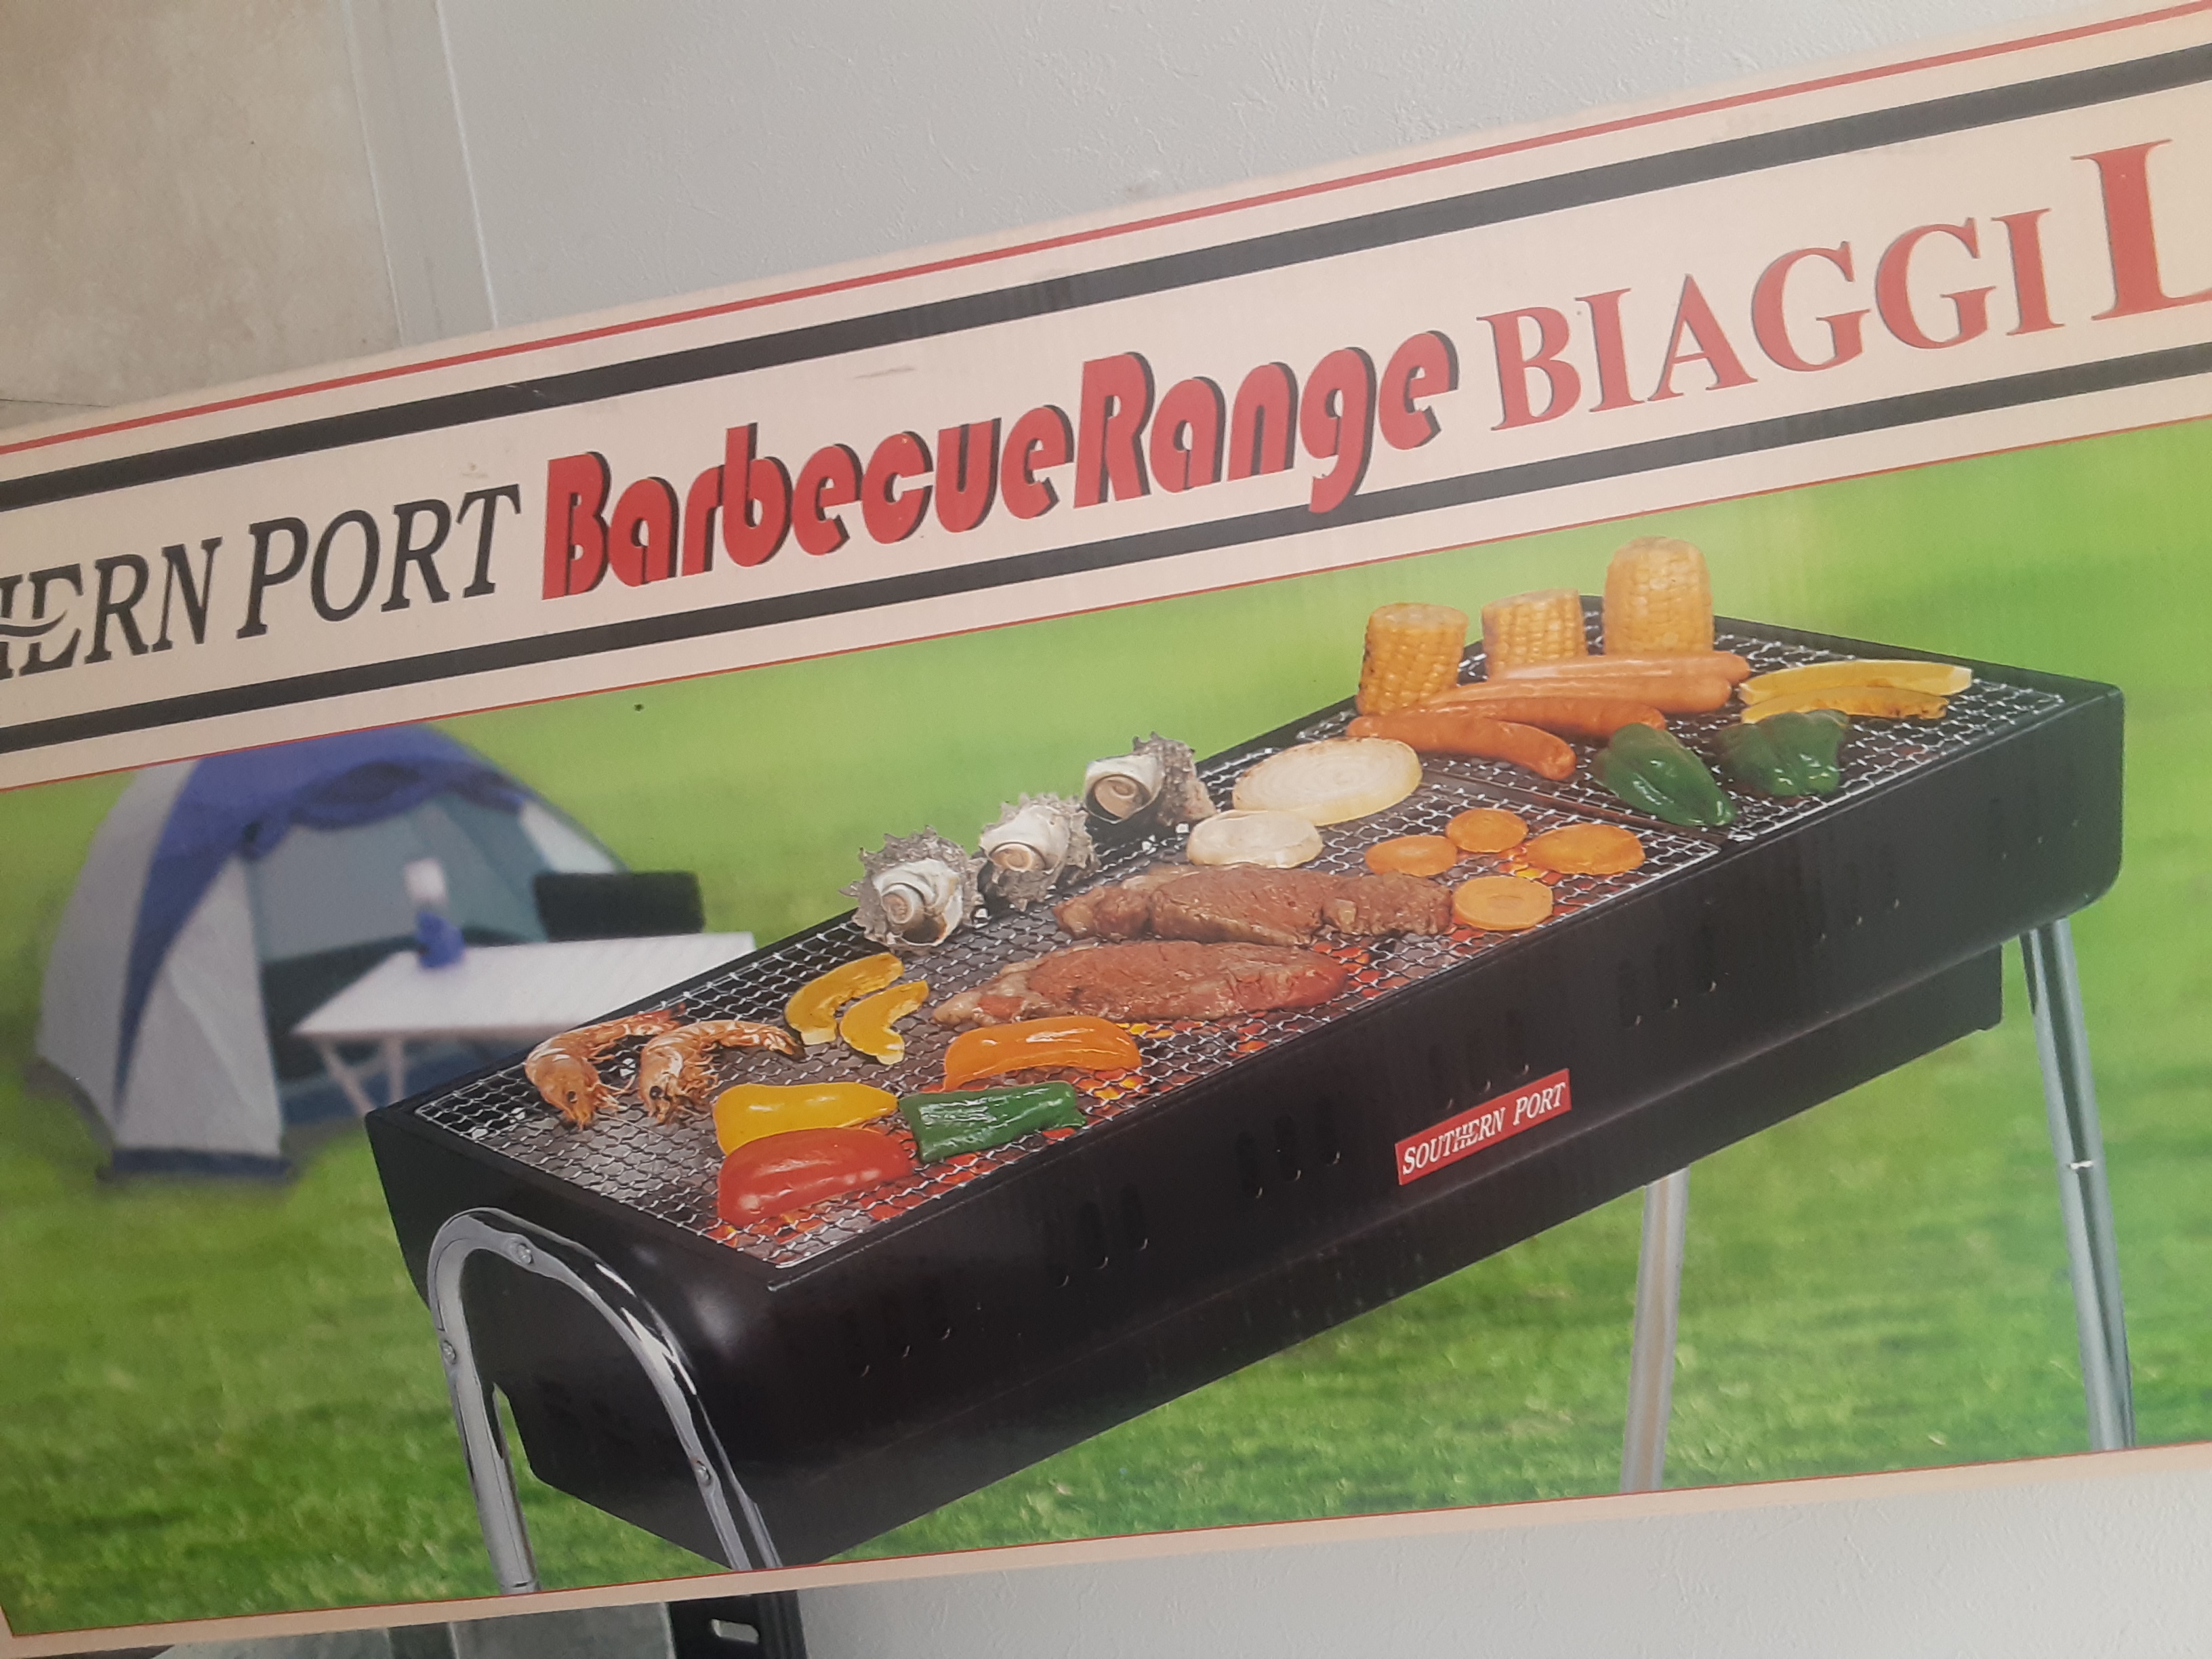 HERN PORT BarbecueRange BIAGGI L
SOUTHERN PORT